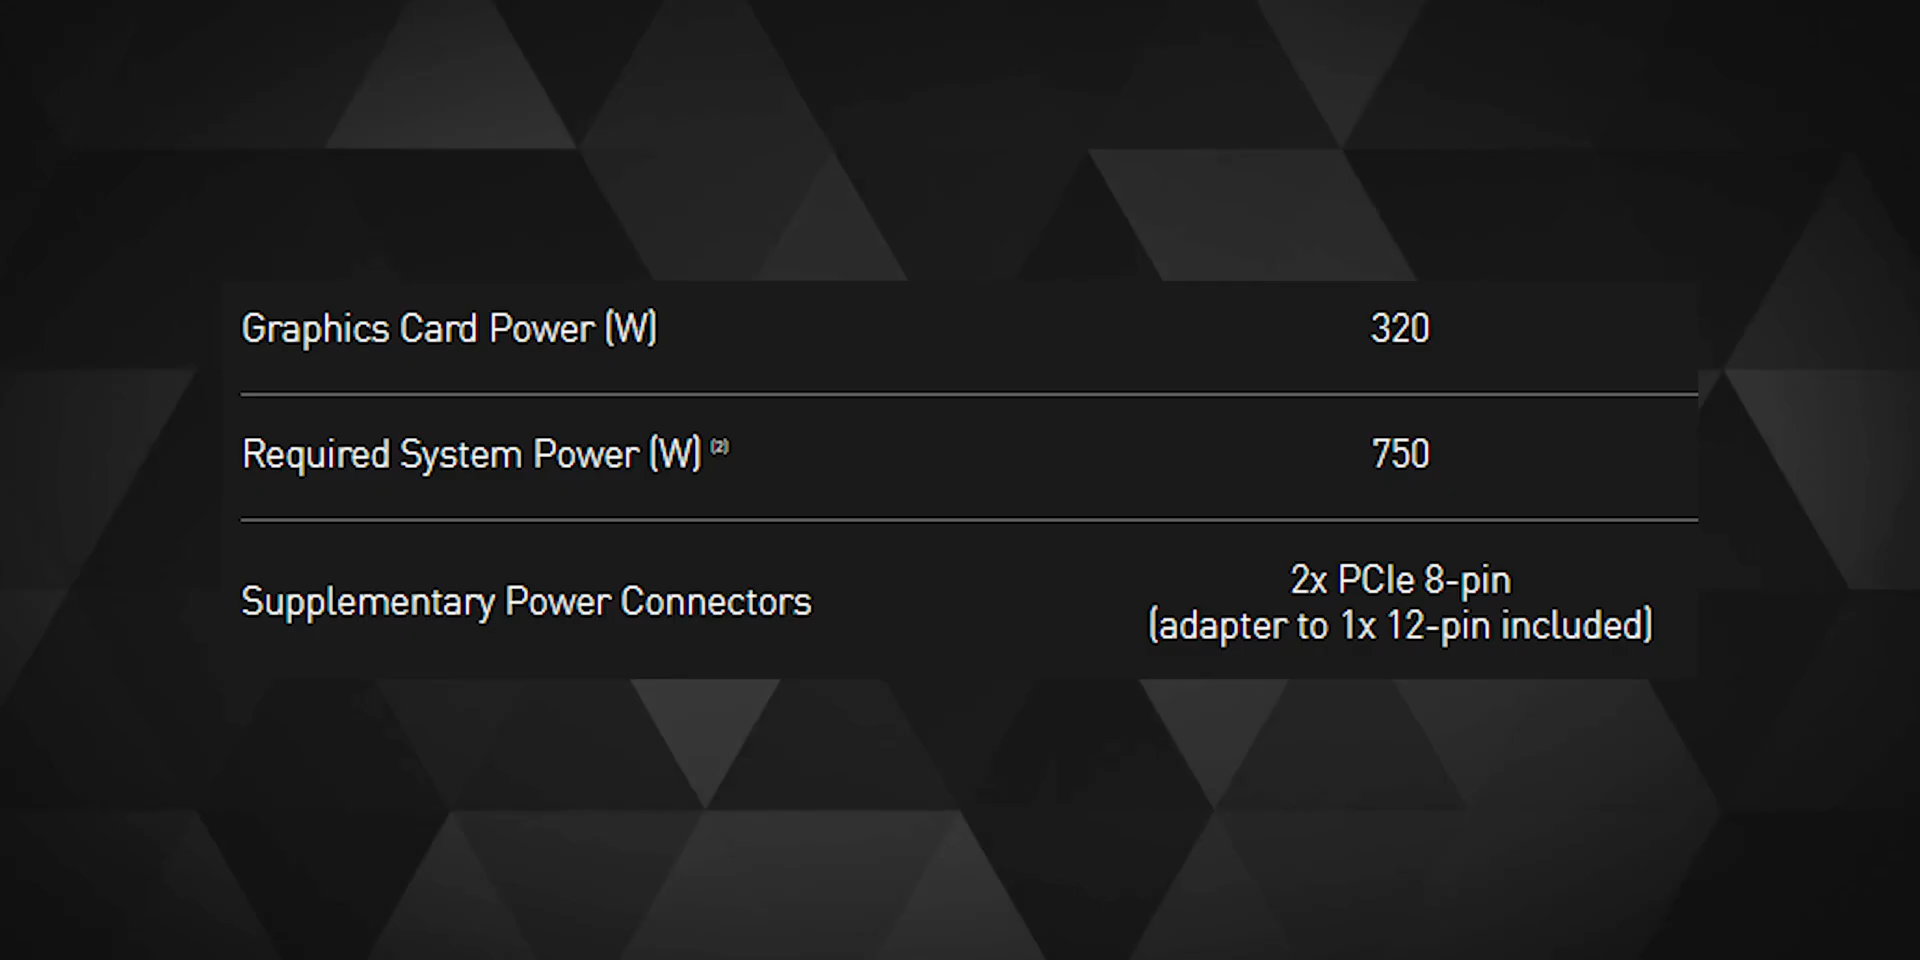 Graphics Card Power (W) 320
Required System Power (W) (2) 750
Supplementary Power Connectors 2x PCIe 8-pin
(adapter to 1x 12-pin included)